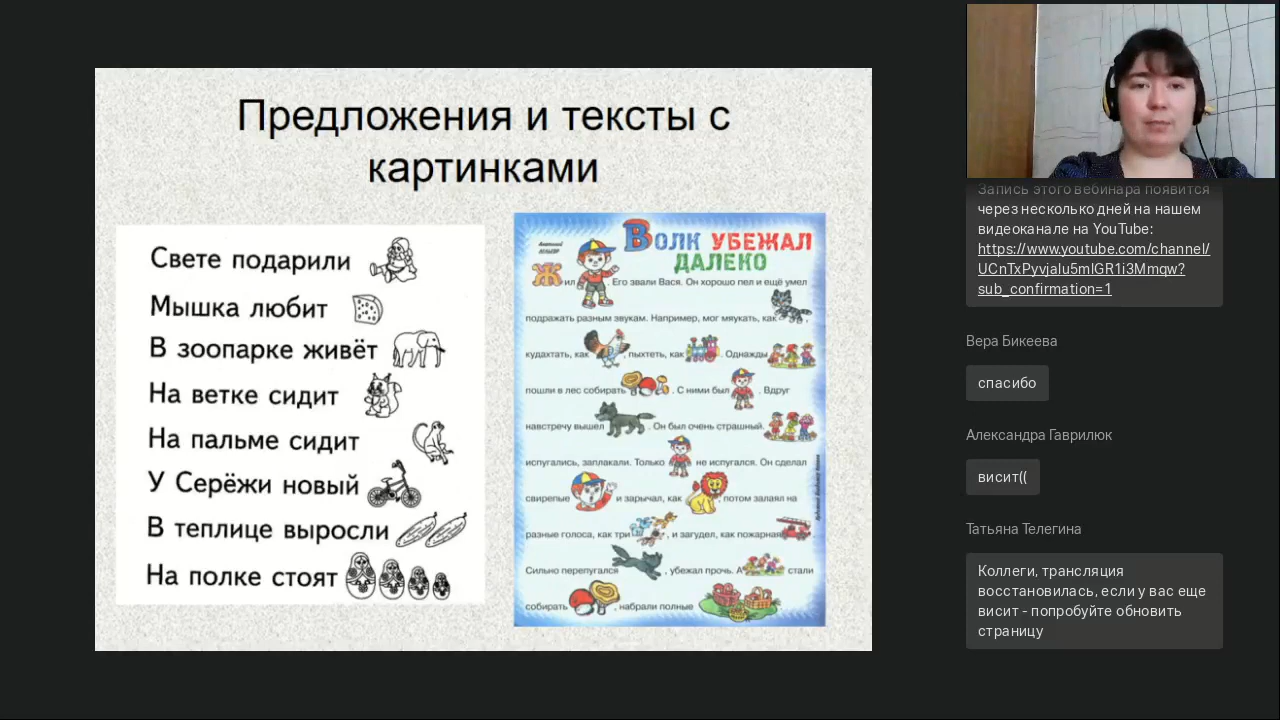 Предложения и тексты с
картинками
Свете подарили
Мышка любит
В зоопарке живёт
На ветке сидит
На пальме сидит
У Серёжи новый
В теплице выросли
На полке стоят
ВОЛК УБЕЖАЛ
ДАЛЕКО
Жил . Его звали Вася. Он хорошо пел и ещё умел
подражать разным звукам. Например, мог мяукать, как ,
кудахтать, как , пыхтеть, как . Однажды
пошли в лес собирать . С ними был . Вдруг
навстречу вышел . Он был очень страшный.
испугались, заплакали. Только не испугался. Он сделал
свирепые и зарычал, как , потом залаял на
разные голоса, как три , и загудел, как пожарная .
Сильно перепугался , убежал прочь. А стали
собирать , набрали полные
Запись этого вебинара появится
через несколько дней на нашем
видеоканале на YouTube:
https://www.youtube.com/channel/
UCnTxPyvjaIu5mIGR1i3Mmqw?
sub_confirmation=1
Вера Бикеева
спасибо
Александра Гаврилюк
висит((
Татьяна Телегина
Коллеги, трансляция
восстановилась, если у вас еще
висит - попробуйте обновить
страницу